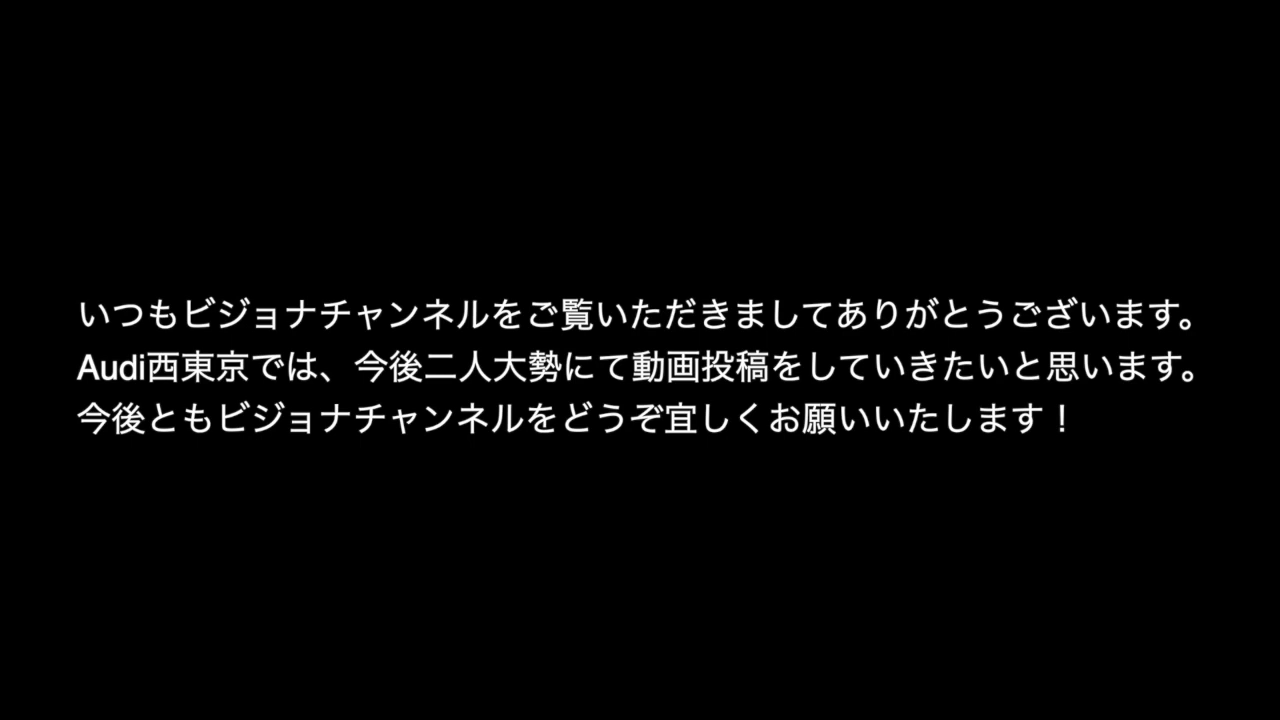 いつもビジョナチャンネルをご覧いただきましてありがとうございます。
Audi西東京では、今後二人大勢にて動画投稿をしていきたいと思います。
今後ともビジョナチャンネルをどうぞ宜しくお願いいたします！